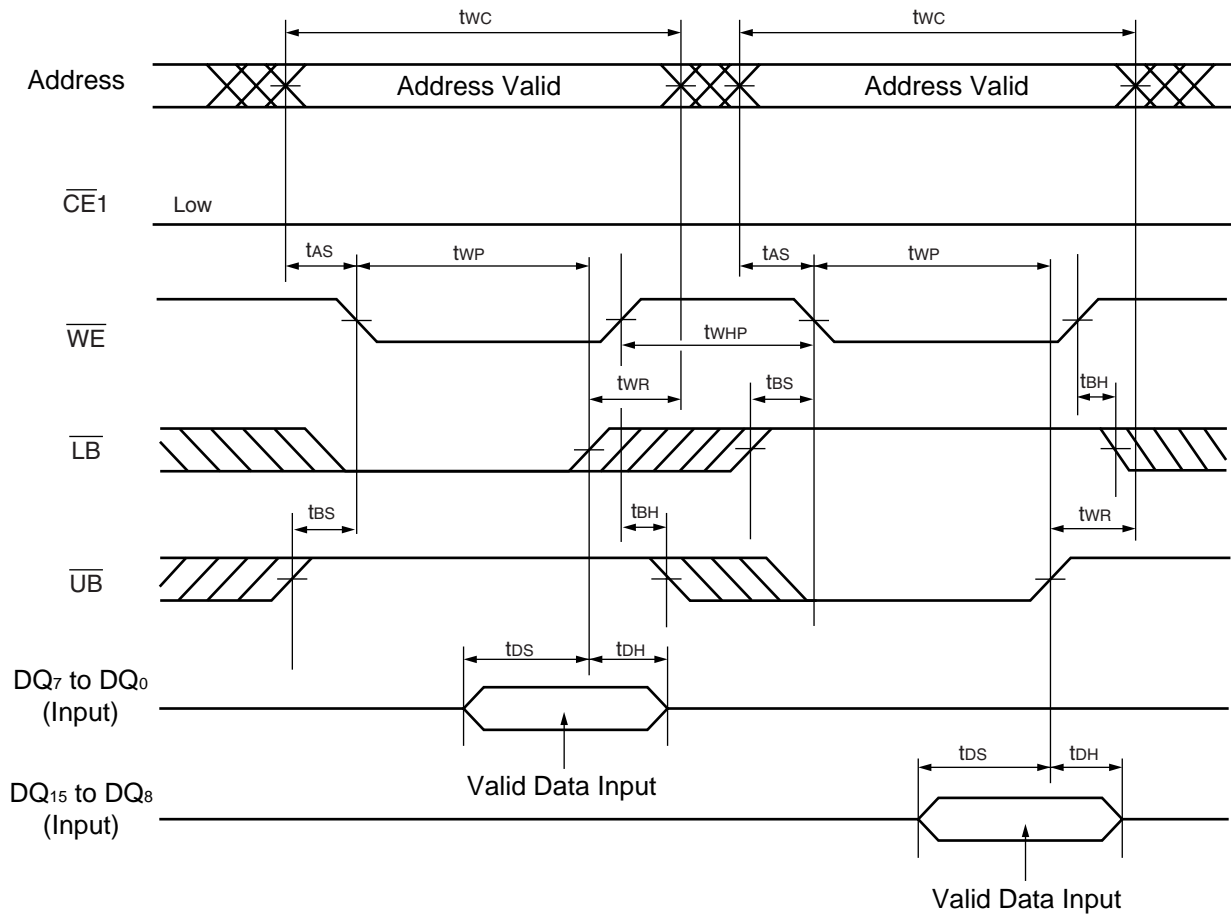 tWC tWC
Address Address Valid Address Valid
CE1 Low
tAS tWP tAS tWP
WE
tWHP
tWR tBS tBH
LB
tBS tBH tWR
UB
tDS tDH
DQ7 to DQ0
(Input)
Valid Data Input
tDS tDH
DQ15 to DQ8
(Input)
Valid Data Input